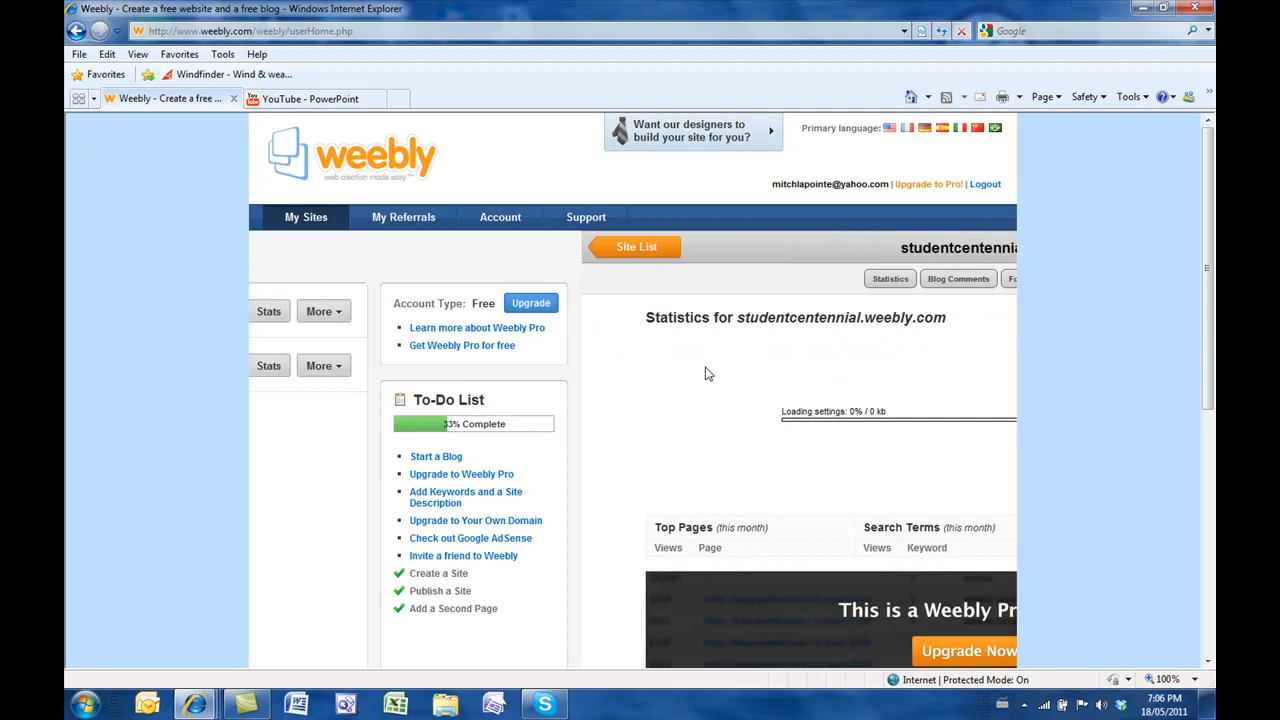 Weebly - Create a free website and a free blog - Windows Internet Explorer
http://www.weebly.com/weebly/userHome.php
Google
File Edit View Favorites Tools Help
Favorites Windfinder - Wind & wea...
Weebly - Create a free ... YouTube - PowerPoint
Page Safety Tools
Want our designers to
build your site for you?
Primary language:
weebly
web creation made easy™
mitchlapointe@yahoo.com | Upgrade to Pro! | Logout
My Sites My Referrals Account Support
Site List
studentcentennia
Statistics Blog Comments Fo
Stats More
Stats More
Account Type: Free Upgrade
Learn more about Weebly Pro
Get Weebly Pro for free
To-Do List
33% Complete
Start a Blog
Upgrade to Weebly Pro
Add Keywords and a Site
Description
Upgrade to Your Own Domain
Check out Google AdSense
Invite a friend to Weebly
Create a Site
Publish a Site
Add a Second Page
Statistics for studentcentennial.weebly.com
Loading settings: 0% / 0 kb
Top Pages (this month) Search Terms (this month)
Views Page Views Keyword
This is a Weebly Pr
Upgrade Now
Internet | Protected Mode: On
100%
7:06 PM
18/05/2011